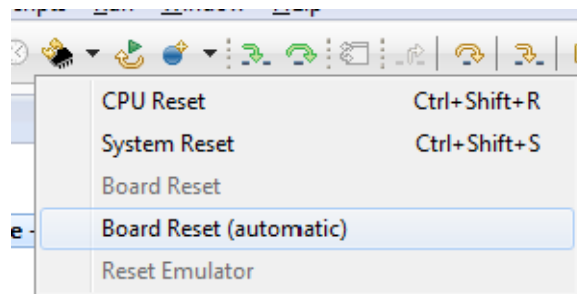 CPU Reset Ctrl+Shift+R
System Reset Ctrl+Shift+S
Board Reset
Board Reset (automatic)
Reset Emulator